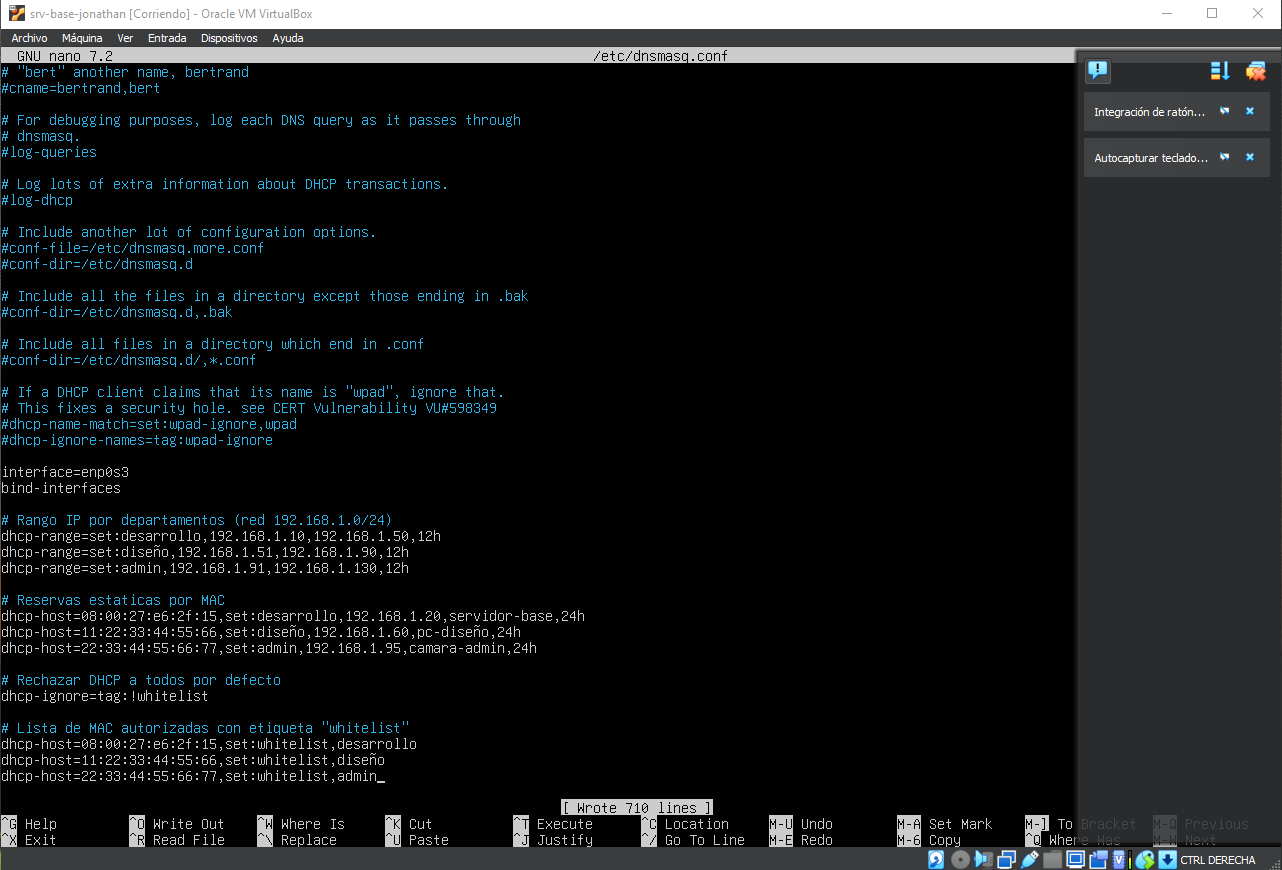 srv-base-jonathan [Corriendo] - Oracle VM VirtualBox
Archivo Máquina Ver Entrada Dispositivos Ayuda
GNU nano 7.2 /etc/dnsmasq.conf
# "bert" another name, bertrand
#cname=bertrand,bert
# For debugging purposes, log each DNS query as it passes through
# dnsmasq.
#log-queries
# Log lots of extra information about DHCP transactions.
#log-dhcp
# Include another lot of configuration options.
#conf-file=/etc/dnsmasq.more.conf
#conf-dir=/etc/dnsmasq.d
# Include all the files in a directory except those ending in .bak
#conf-dir=/etc/dnsmasq.d,.bak
# Include all files in a directory which end in .conf
#conf-dir=/etc/dnsmasq.d/,*.conf
# If a DHCP client claims that its name is "wpad", ignore that.
# This fixes a security hole. see CERT Vulnerability VU#598349
#dhcp-name-match=set:wpad-ignore,wpad
#dhcp-ignore-names=tag:wpad-ignore
interface=enp0s3
bind-interfaces
# Rango IP por departamentos (red 192.168.1.0/24)
dhcp-range=set:desarrollo,192.168.1.10,192.168.1.50,12h
dhcp-range=set:diseño,192.168.1.51,192.168.1.90,12h
dhcp-range=set:admin,192.168.1.91,192.168.1.130,12h
# Reservas estaticas por MAC
dhcp-host=08:00:27:e6:2f:15,set:desarrollo,192.168.1.20,servidor-base,24h
dhcp-host=11:22:33:44:55:66,set:diseño,192.168.1.60,pc-diseño,24h
dhcp-host=22:33:44:55:66:77,set:admin,192.168.1.95,camara-admin,24h
# Rechazar DHCP a todos por defecto
dhcp-ignore=tag:!whitelist
# Lista de MAC autorizadas con etiqueta "whitelist"
dhcp-host=08:00:27:e6:2f:15,set:whitelist,desarrollo
dhcp-host=11:22:33:44:55:66,set:whitelist,diseño
dhcp-host=22:33:44:55:66:77,set:whitelist,admin_
[ Wrote 710 lines ]
^G Help ^O Write Out ^W Where Is ^K Cut ^T Execute ^C Location M-U Undo M-A Set Mark M-] To Bracket M-Q Previous
^X Exit ^R Read File ^\ Replace ^U Paste ^J Justify ^/ Go To Line M-E Redo M-6 Copy ^Q Where Was M-W Next
Integración de ratón...
Autocapturar teclado...
CTRL DERECHA